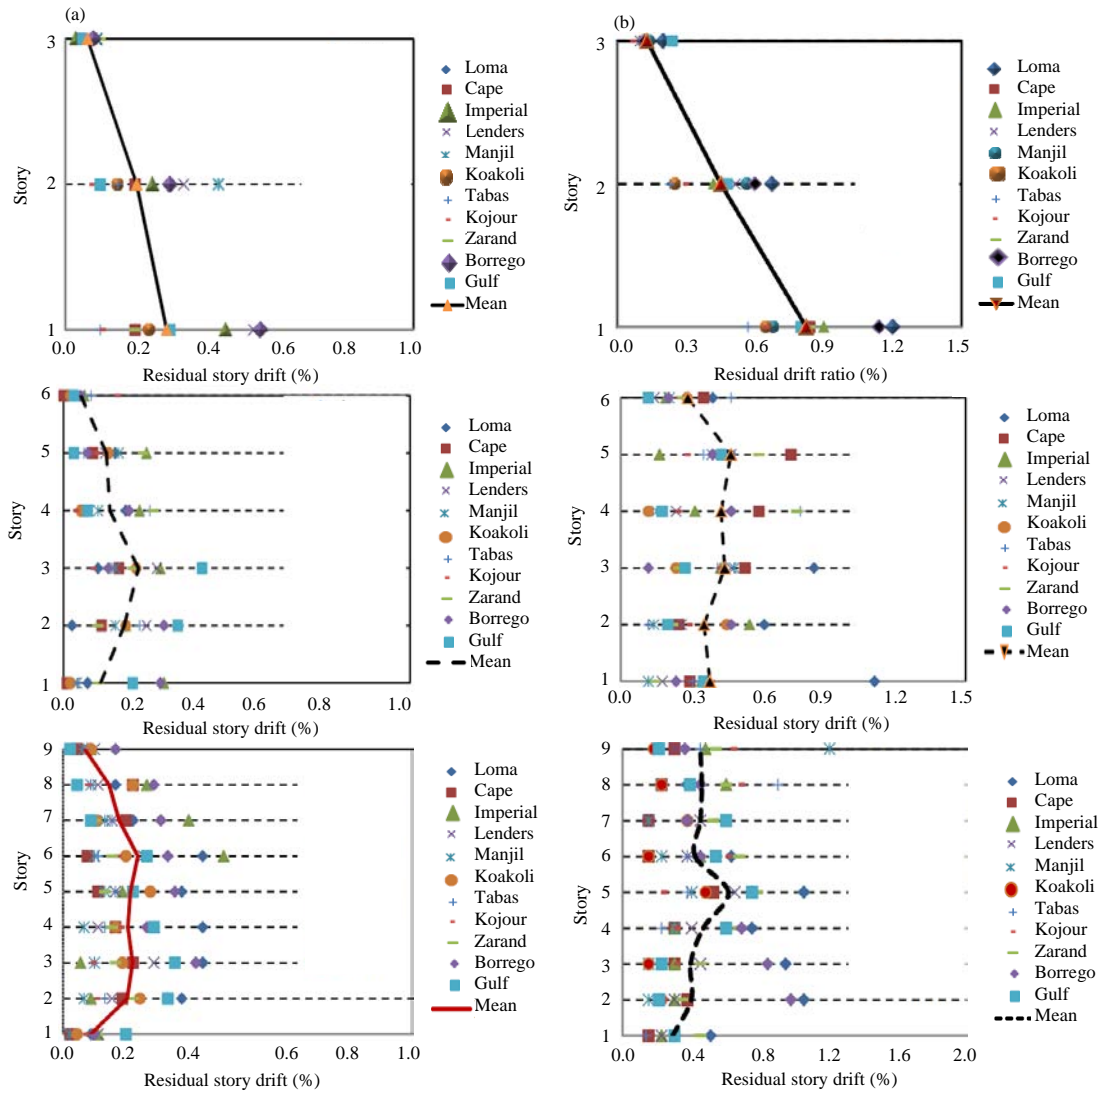 (a)
3
2
1
Story
0.0 0.2 0.4 0.6 0.8 1.0
Residual story drift (%)
Loma
Cape
Imperial
Lenders
Manjil
Koakoli
Tabas
Kojour
Zarand
Borrego
Gulf
Mean
(b)
3
2
1
Story
0.0 0.3 0.6 0.9 1.2 1.5
Residual drift ratio (%)
Loma
Cape
Imperial
Lenders
Manjil
Koakoli
Tabas
Kojour
Zarand
Borrego
Gulf
Mean
6
5
4
3
2
1
Story
0.0 0.2 0.4 0.6 0.8 1.0
Residual story drift (%)
Loma
Cape
Imperial
Lenders
Manjil
Koakoli
Tabas
Kojour
Zarand
Borrego
Gulf
Mean
6
5
4
3
2
1
Story
0.0 0.3 0.6 0.9 1.2 1.5
Residual story drift (%)
Loma
Cape
Imperial
Lenders
Manjil
Koakoli
Tabas
Kojour
Zarand
Borrego
Gulf
Mean
9
8
7
6
5
4
3
2
1
Story
0.0 0.2 0.4 0.6 0.8 1.0
Residual story drift (%)
Loma
Cape
Imperial
Lenders
Manjil
Koakoli
Tabas
Kojour
Zarand
Borrego
Gulf
Mean
9
8
7
6
5
4
3
2
1
Story
0.0 0.4 0.8 1.2 1.6 2.0
Residual story drift (%)
Loma
Cape
Imperial
Lenders
Manjil
Koakoli
Tabas
Kojour
Zarand
Borrego
Gulf
Mean